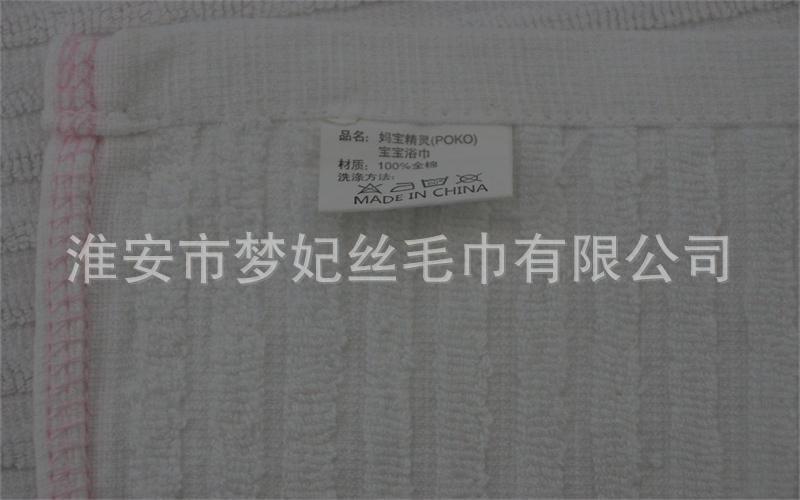 品名：妈宝精灵(POKO)
宝宝浴巾
材质：100%全棉
洗涤方法：
MADE IN CHINA
淮安市梦妃丝毛巾有限公司